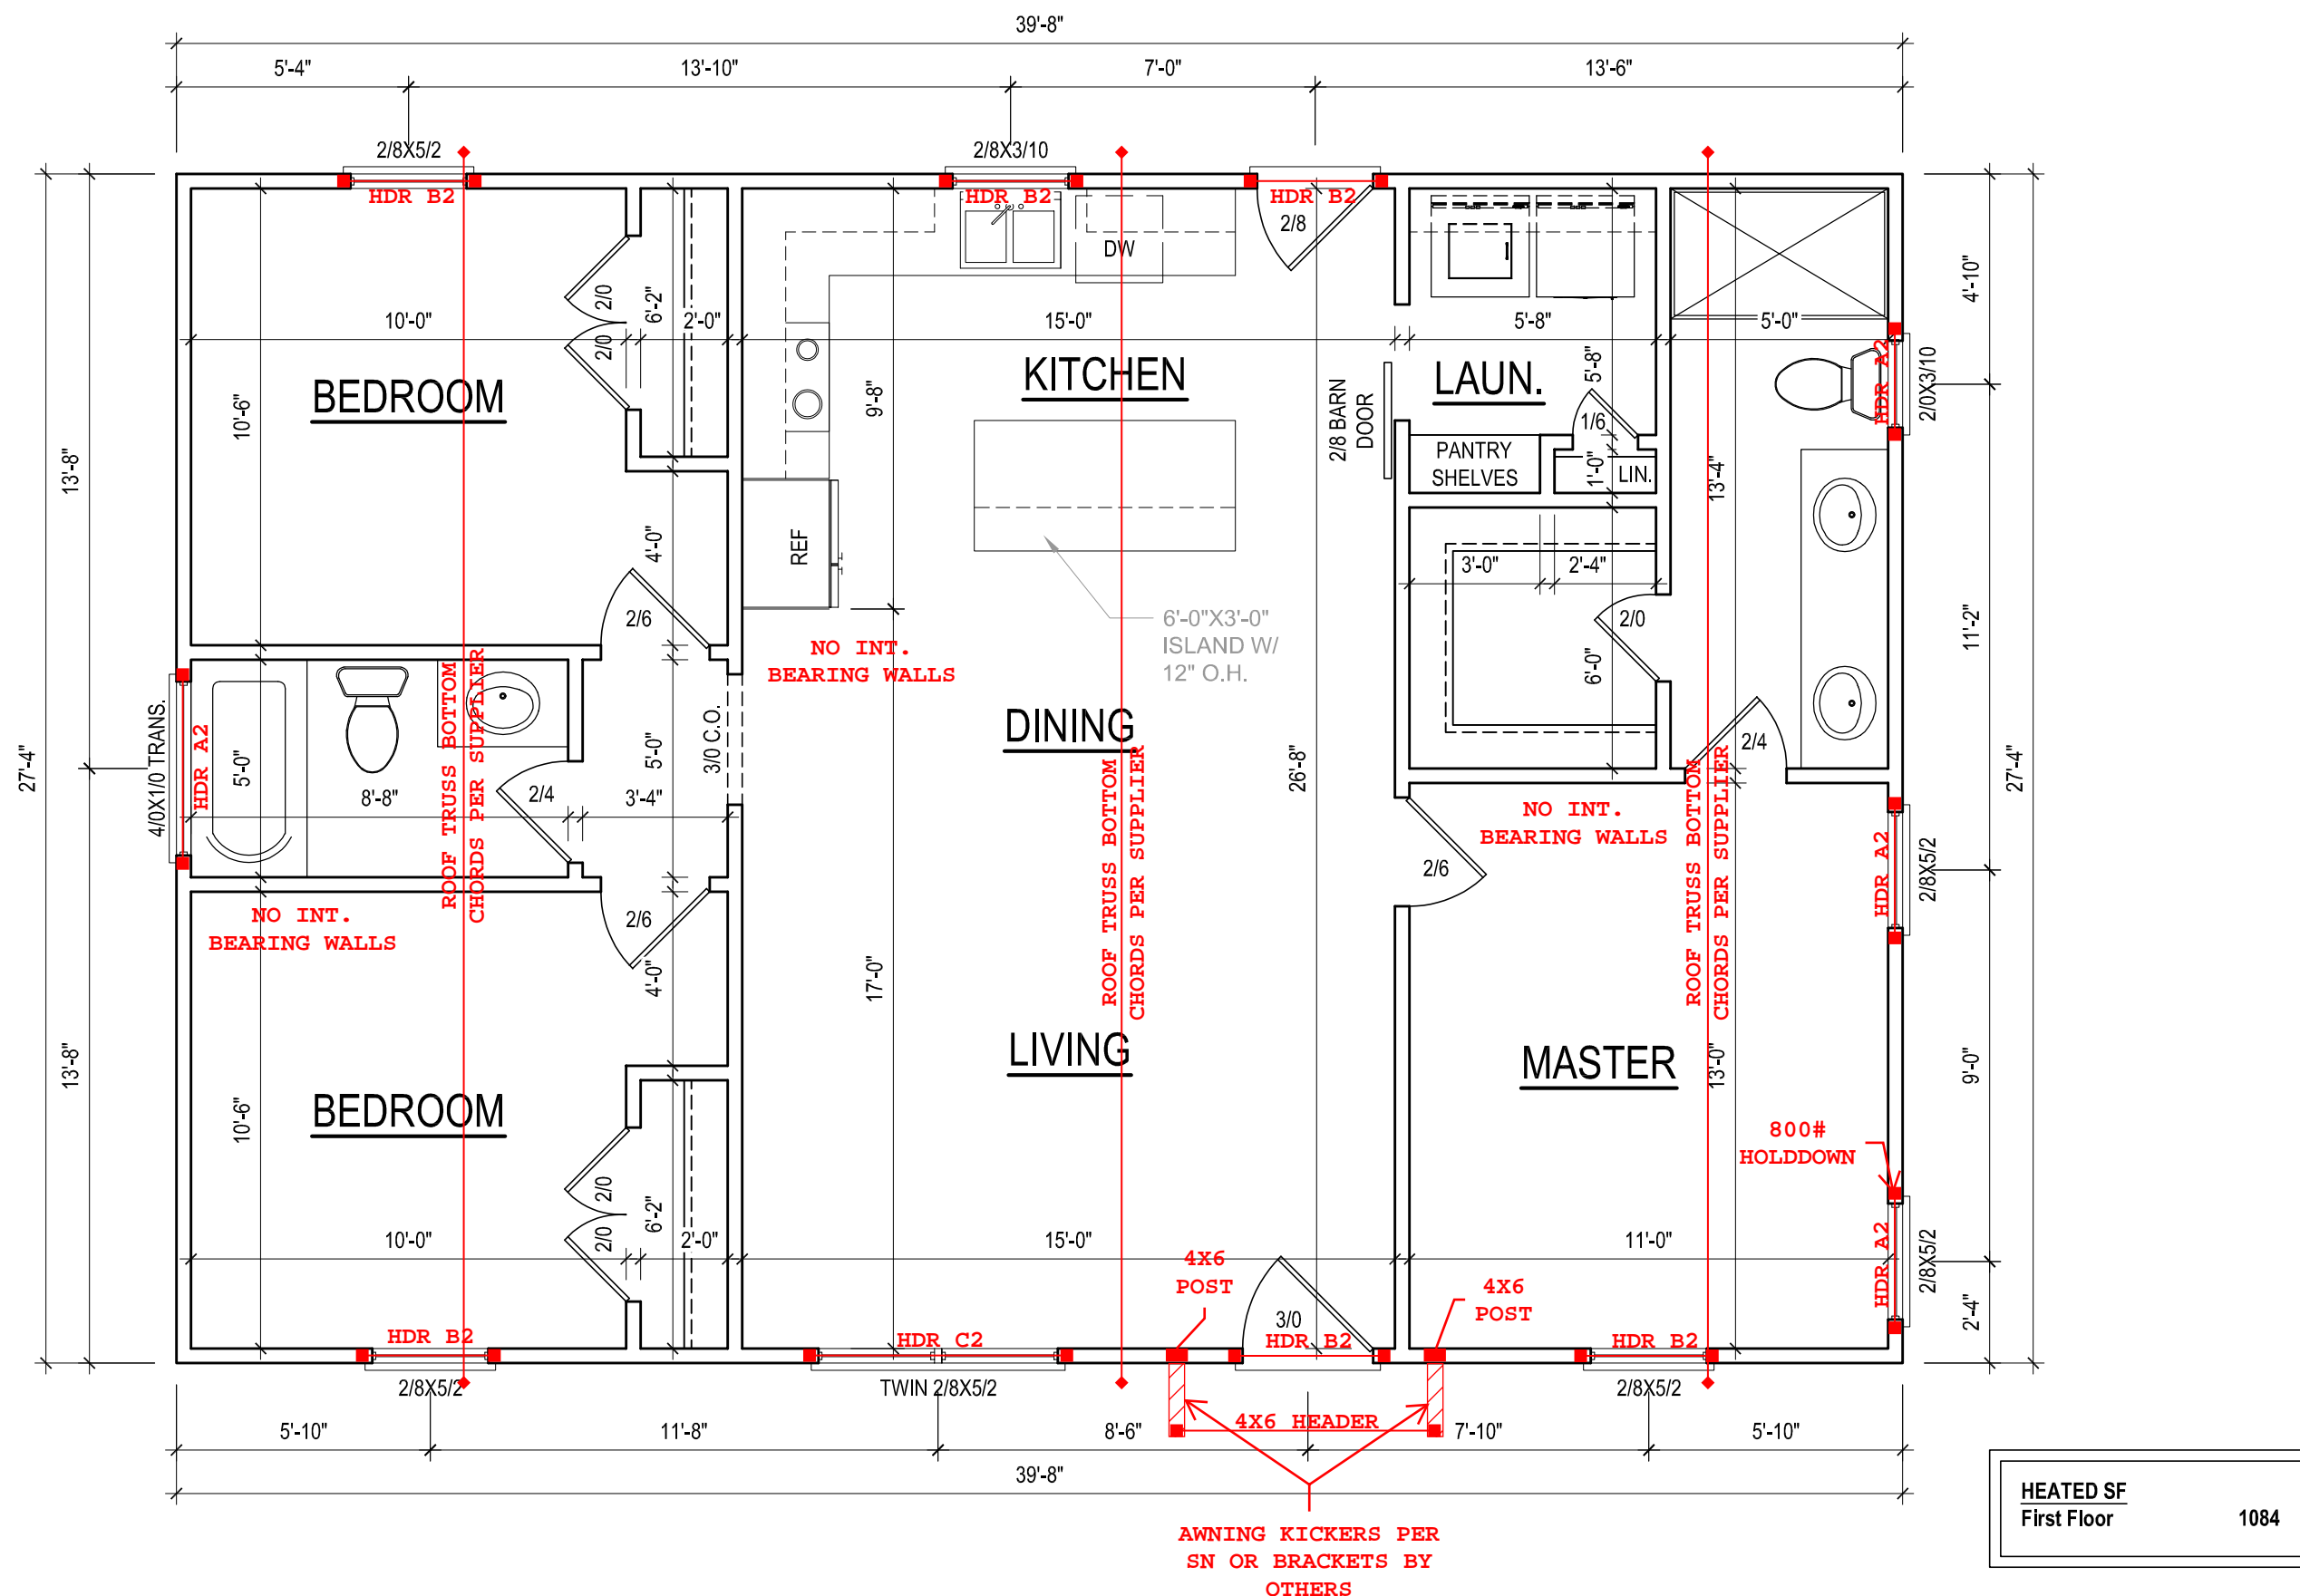 39'-8"
5'-4"
13'-10"
7'-0"
13'-6"
2/8X5/2
2/8X3/10
HDR B2
HDR B2
HDR B2
2/8
DW
4'-10"
2/0
6'-2"
2'-0"
10'-0"
15'-0"
5'-8"
5'-0"
2/0
BEDROOM
KITCHEN
LAUN.
HDR A2
2/0X3/10
10'-6"
9'-8"
2/8 BARN
DOOR
5'-8"
1/6
13'-8"
PANTRY
SHELVES
1'-0"
LIN.
13'-4"
4'-0"
REF
3'-0"
2'-4"
2/6
6'-0"X3'-0"
ISLAND W/
12" O.H.
2/0
11'-2"
NO INT.
BEARING WALLS
6'-0"
4/0X1/0 TRANS.
HDR A2
5'-0"
8'-8"
ROOF TRUSS BOTTOM
CHORDS PER SUPPLIER
2/4
5'-0"
3'-4"
3/0 C.O.
DINING
ROOF TRUSS BOTTOM
CHORDS PER SUPPLIER
26'-8"
2/4
ROOF TRUSS BOTTOM
CHORDS PER SUPPLIER
27'-4"
27'-4"
NO INT.
BEARING WALLS
2/6
HDR A2
2/8X5/2
NO INT.
BEARING WALLS
2/6
4'-0"
17'-0"
LIVING
MASTER
13'-0"
9'-0"
13'-8"
BEDROOM
10'-6"
800#
HOLDDOWN
2/0
6'-2"
2/0
10'-0"
2'-0"
15'-0"
11'-0"
HDR A2
2/8X5/2
4X6
POST
4X6
POST
2'-4"
3/0
HDR B2
HDR C2
HDR B2
HDR B2
2/8X5/2
TWIN 2/8X5/2
2/8X5/2
5'-10"
11'-8"
8'-6"
4X6 HEADER
7'-10"
5'-10"
39'-8"
AWNING KICKERS PER
SN OR BRACKETS BY
OTHERS
HEATED SF
First Floor 1084